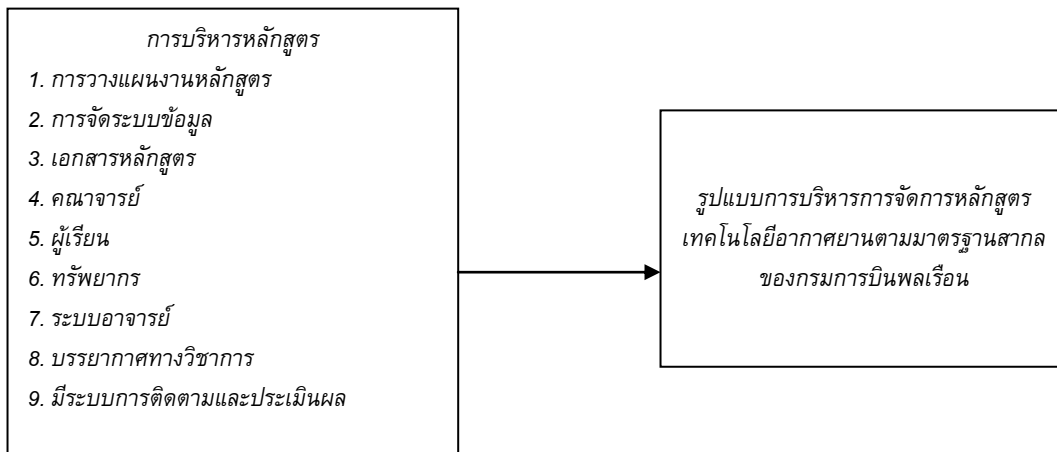 การบริหารหลักสูตร
1. การวางแผนงานหลักสูตร
2. การจัดระบบข้อมูล
3. เอกสารหลักสูตร
4. คณาจารย์
5. ผู้เรียน
6. ทรัพยากร
7. ระบบอาจารย์
8. บรรยากาศทางวิชาการ
9. มีระบบการติดตามและประเมินผล
รูปแบบการบริหารการจัดการหลักสูตร
เทคโนโลยีอากาศยานตามมาตรฐานสากล
ของกรมการบินพลเรือน